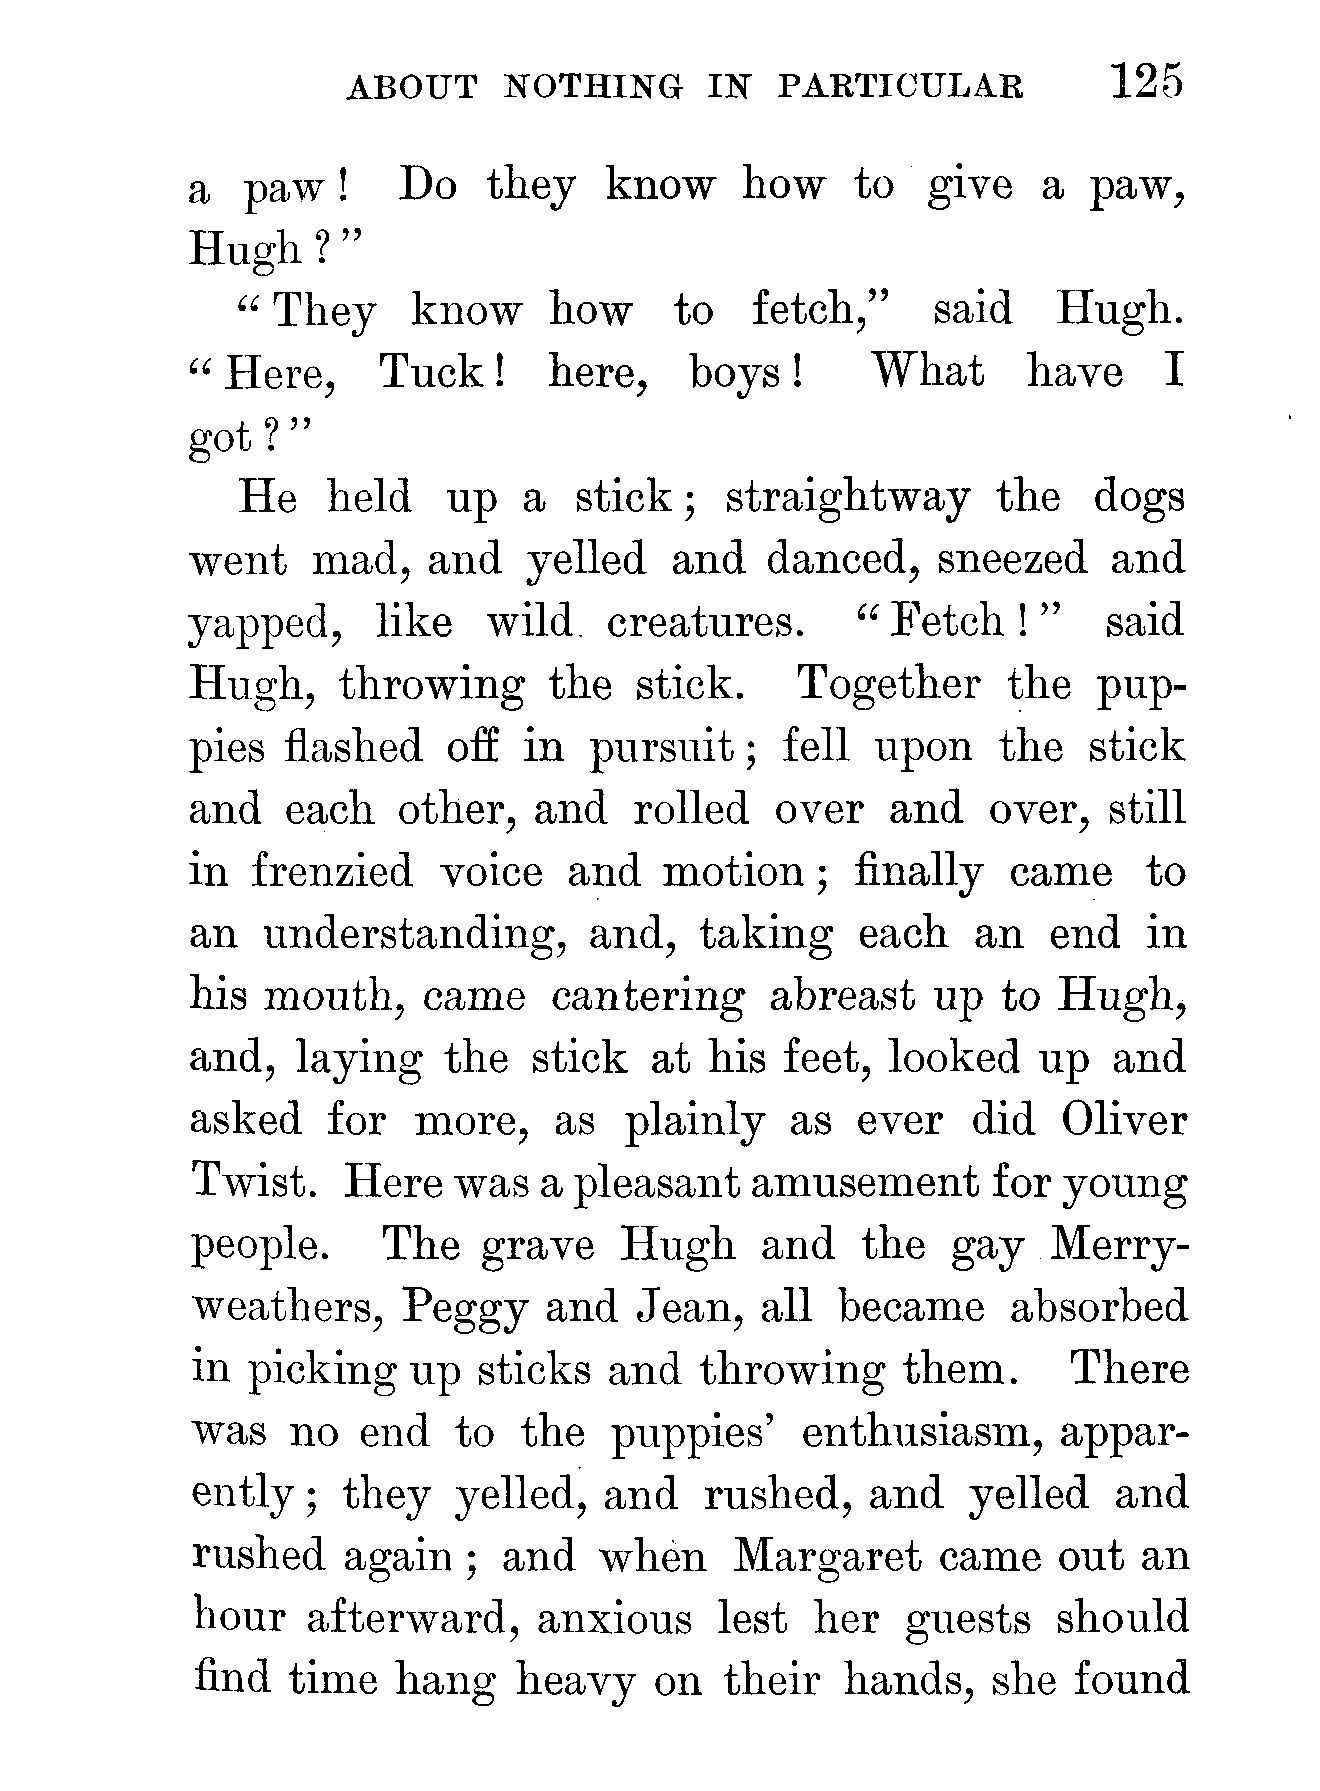 ABOUT NOTHING IN PARTICULAR 125
a paw! Do they know how to give a paw,
Hugh?"
"They know how to fetch," said Hugh.
"Here, Tuck! here, boys! What have I
got?"
He held up a stick; straightway the dogs
went mad, and yelled and danced, sneezed and
yapped, like wild creatures. "Fetch!" said
Hugh, throwing the stick. Together the pup-
pies flashed off in pursuit; fell upon the stick
and each other, and rolled over and over, still
in frenzied voice and motion; finally came to
an understanding, and, taking each an end in
his mouth, came cantering abreast up to Hugh,
and, laying the stick at his feet, looked up and
asked for more, as plainly as ever did Oliver
Twist. Here was a pleasant amusement for young
people. The grave Hugh and the gay Merry-
weathers, Peggy and Jean, all became absorbed
in picking up sticks and throwing them. There
was no end to the puppies' enthusiasm, appar-
ently; they yelled, and rushed, and yelled and
rushed again; and when Margaret came out an
hour afterward, anxious lest her guests should
find time hang heavy on their hands, she found